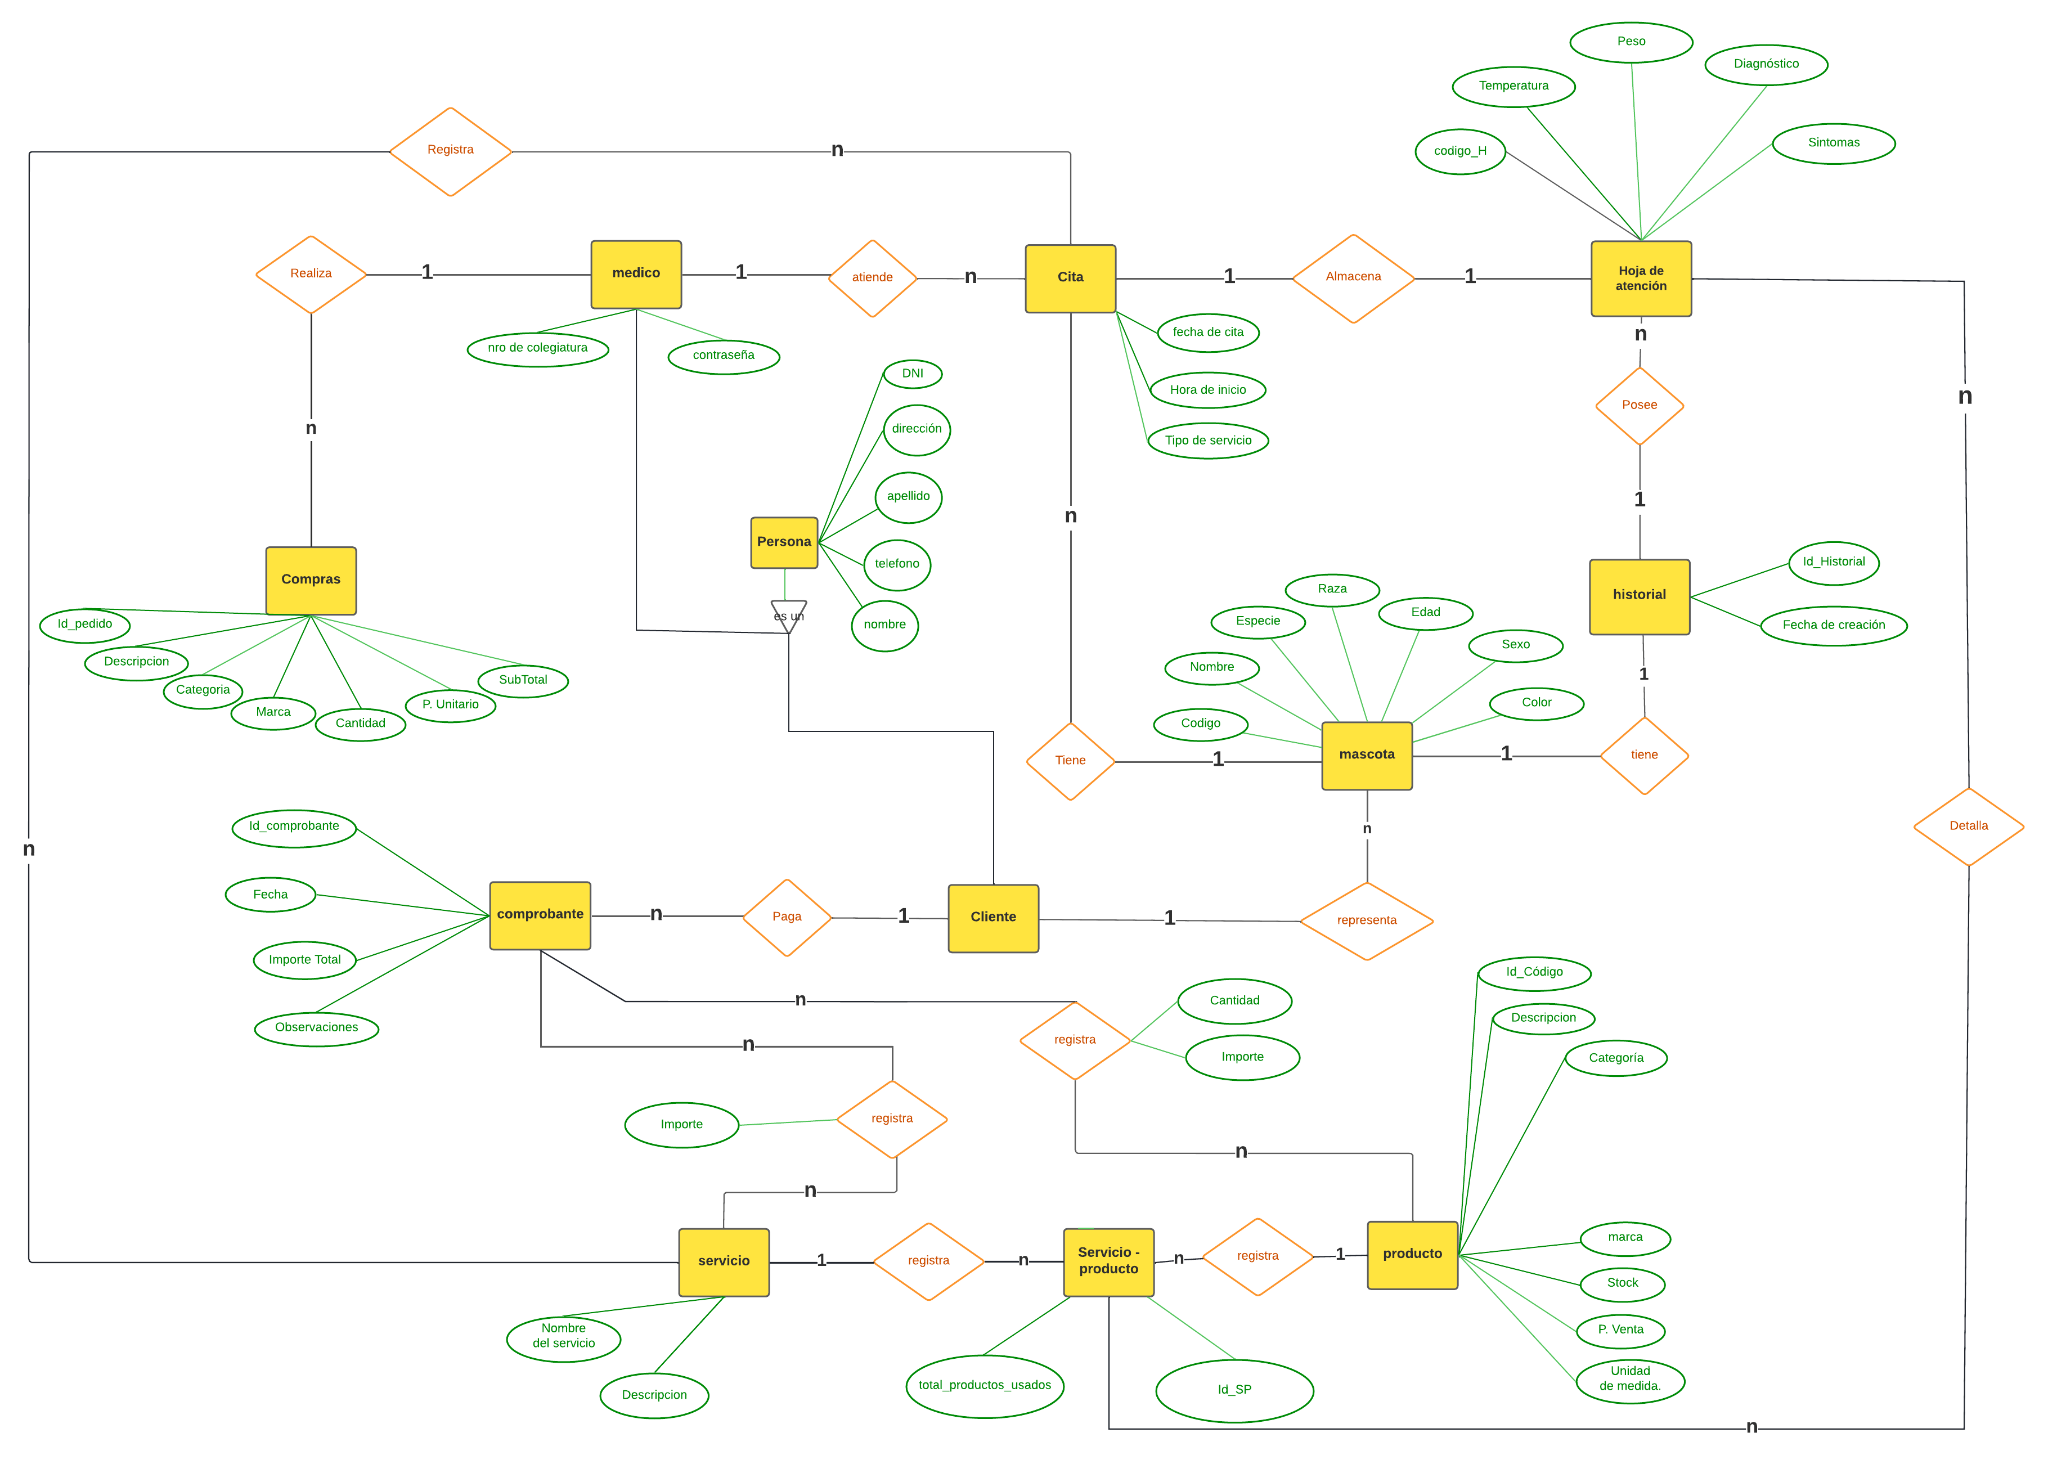 Peso
Diagnóstico
Temperatura
Sintomas
codigo_H
Registra
n
Realiza
1
medico
1
atiende
n
Cita
1
Almacena
1
Hoja de
atención
n
nro de colegiatura
contraseña
fecha de cita
Hora de inicio
Tipo de servicio
DNI
dirección
apellido
telefono
nombre
Persona
es un
n
n
Posee
1
n
Compras
Id_pedido
Descripcion
Categoria
Marca
Cantidad
P. Unitario
SubTotal
historial
Id_Historial
Fecha de creación
1
Raza
Especie
Edad
Nombre
Sexo
Codigo
Color
Tiene
1
mascota
1
tiene
n
n
Detalla
Id_comprobante
Fecha
Importe Total
Observaciones
comprobante
n
Paga
1
Cliente
1
representa
n
n
registra
Cantidad
Importe
Id_Código
Descripcion
Categoría
Importe
registra
n
n
servicio
1
registra
n
Servicio -
producto
n
registra
1
producto
marca
Stock
P. Venta
Unidad
de medida.
Nombre
del servicio
Descripcion
total_productos_usados
Id_SP
n